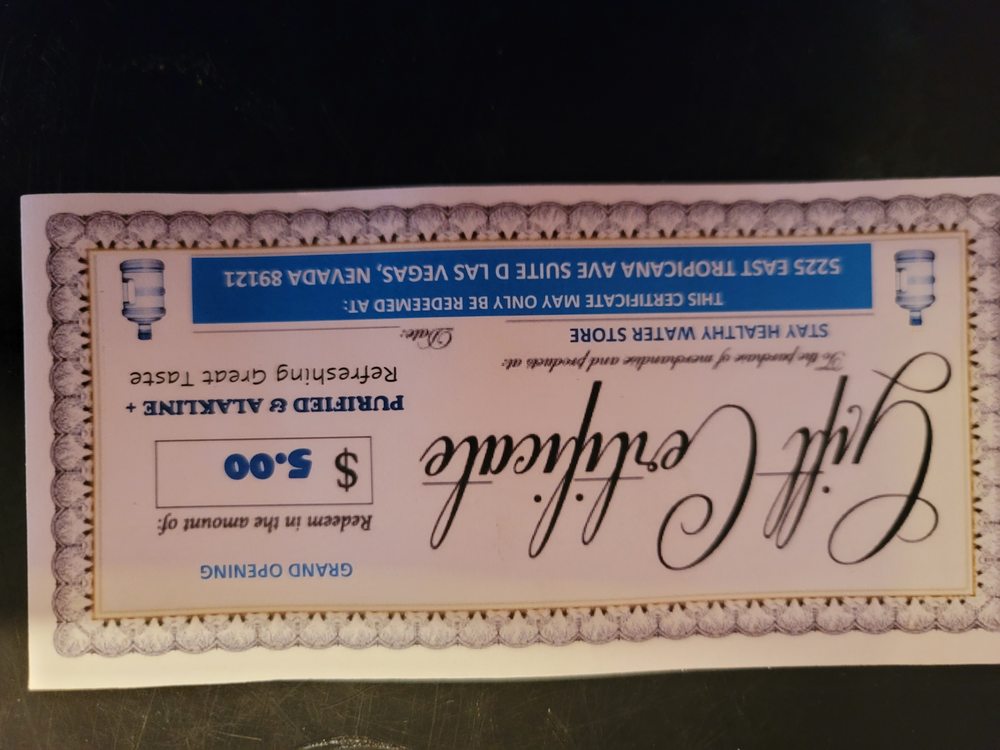 GRAND OPENING
Gift Certificate
Redeem in the amount of:
$ 5.00
PURIFIED & ALAKLINE +
Refreshing Great Taste
To the purchase of merchandise and products at:
STAY HEALTHY WATER STORE
Date:
THIS CERTIFICATE MAY ONLY BE REDEEMED AT:
5225 EAST TROPICANA AVE SUITE D LAS VEGAS, NEVADA 89121